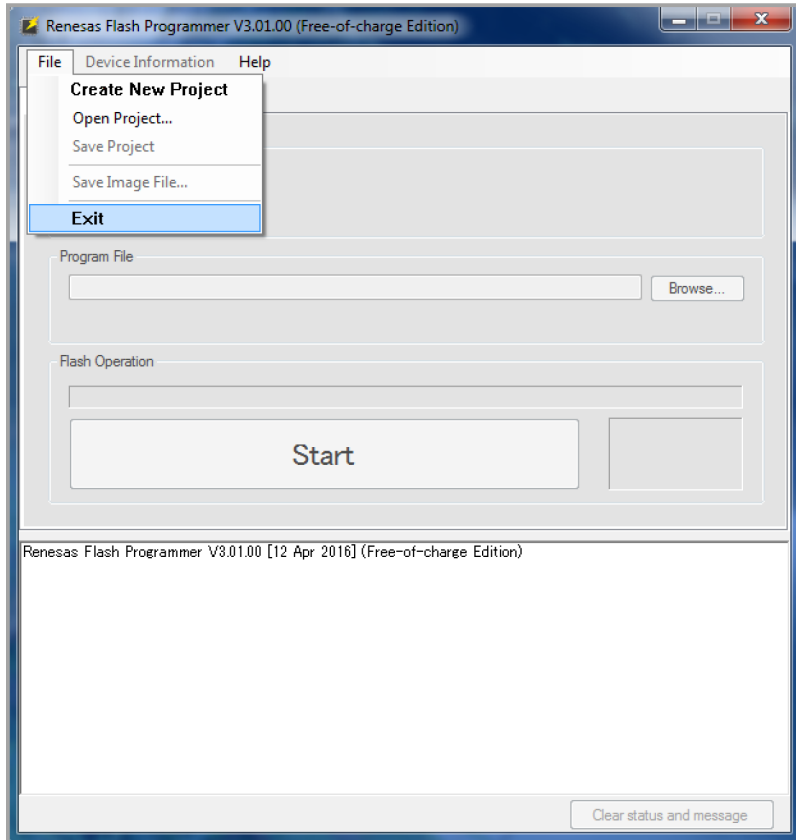 Renesas Flash Programmer V3.01.00 (Free-of-charge Edition)
File Device Information Help
Create New Project
Open Project...
Save Project
Save Image File...
Exit
Program File
Browse...
Flash Operation
Start
Renesas Flash Programmer V3.01.00 [12 Apr 2016] (Free-of-charge Edition)
Clear status and message